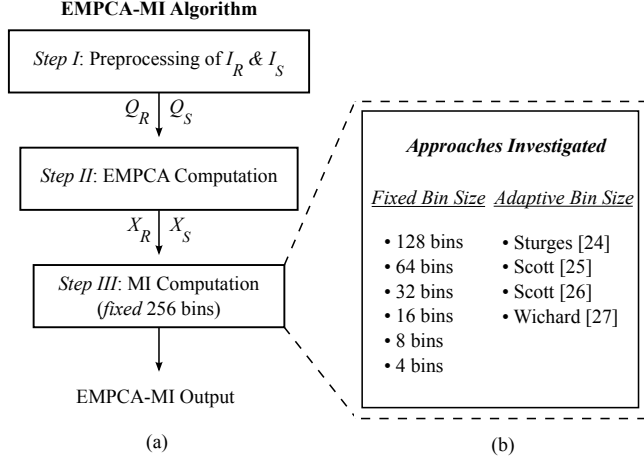 EMPCA-MI Algorithm
Step I: Preprocessing of I_R & I_S
Q_R Q_S
Step II: EMPCA Computation
X_R X_S
Step III: MI Computation
(fixed 256 bins)
EMPCA-MI Output
(a)
Approaches Investigated
Fixed Bin Size
• 128 bins
• 64 bins
• 32 bins
• 16 bins
• 8 bins
• 4 bins
Adaptive Bin Size
• Sturges [24]
• Scott [25]
• Scott [26]
• Wichard [27]
(b)